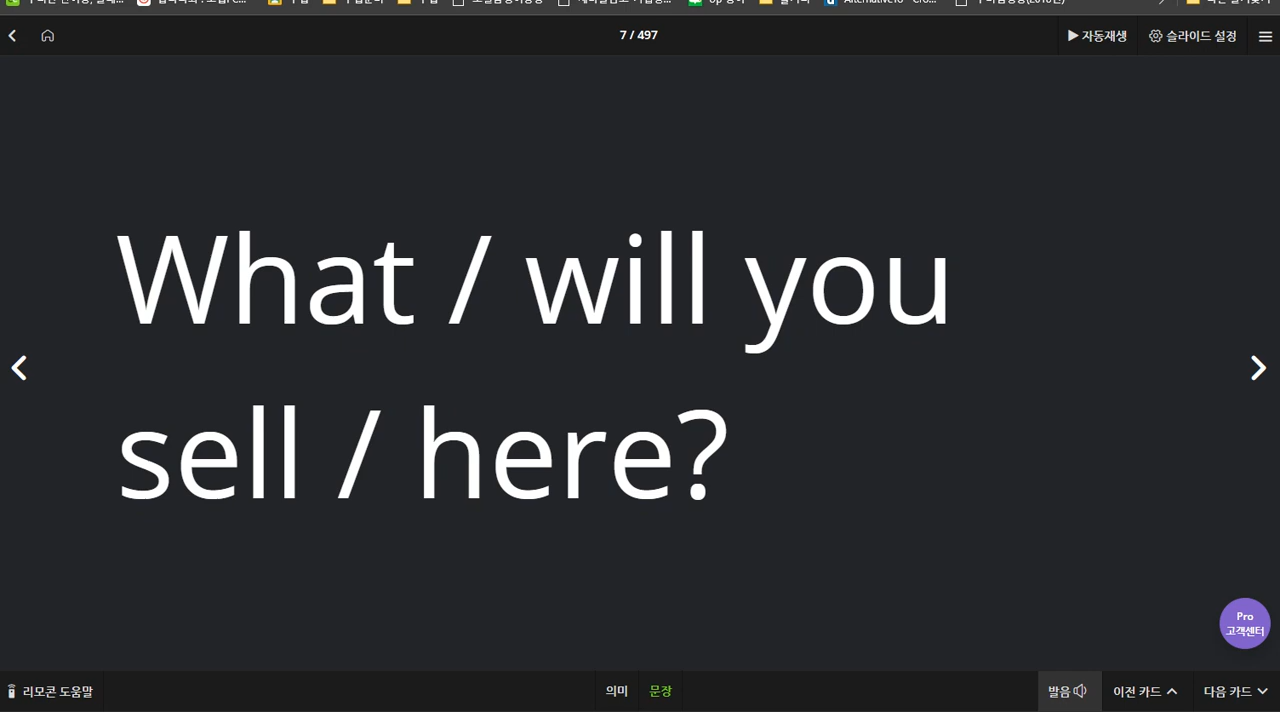 7 / 497
▶ 자동재생
슬라이드 설정
What / will you
sell / here?
Pro
고객센터
리모콘 도움말
의미
문장
발음
이전 카드
다음 카드